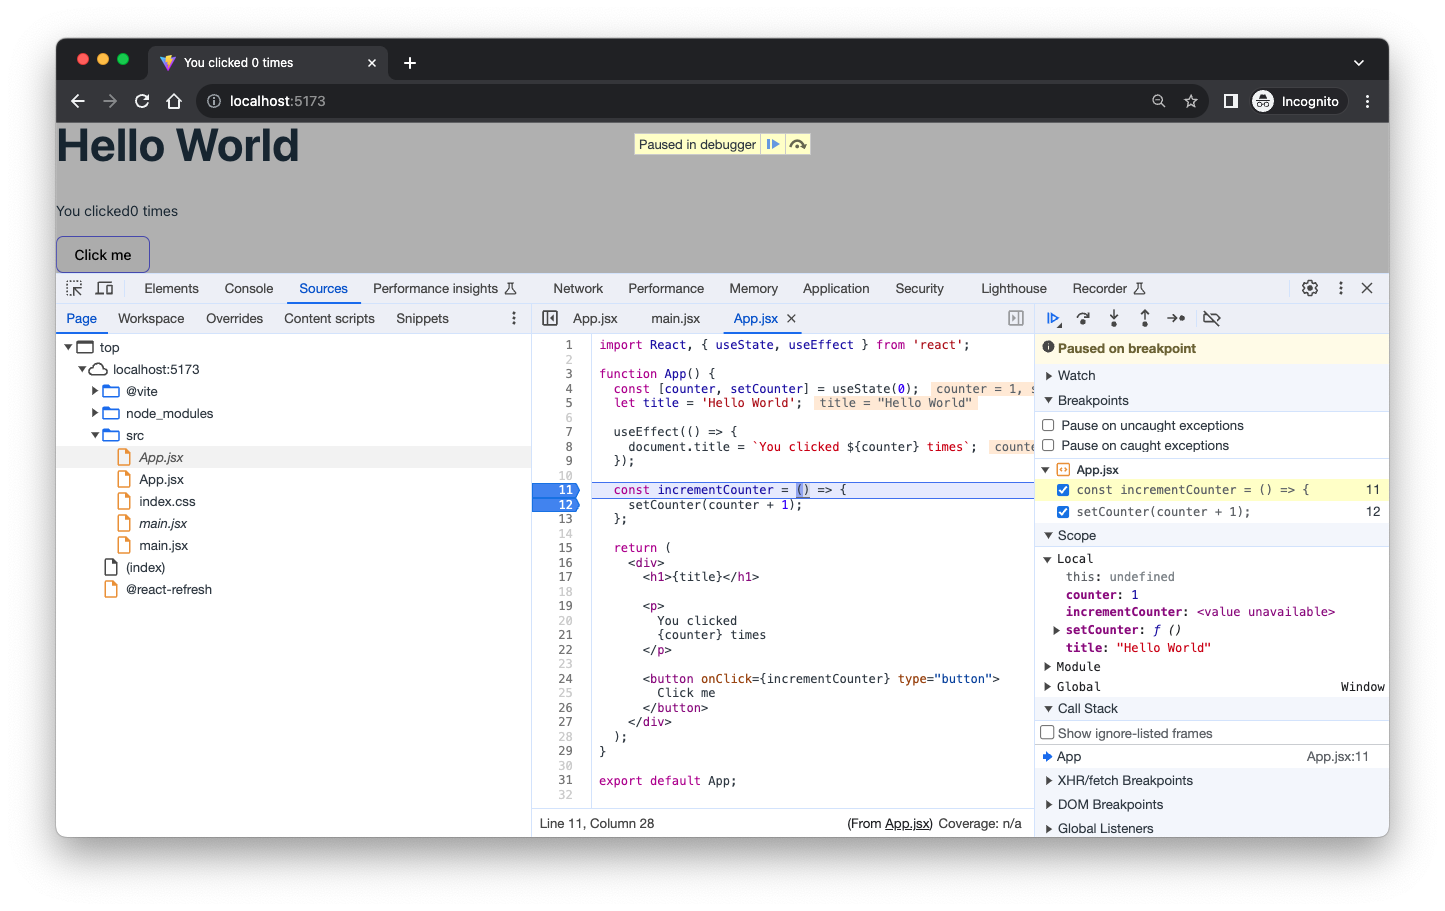 You clicked 0 times
localhost:5173
Incognito
Hello World
Paused in debugger
You clicked0 times
Click me
Elements Console Sources Performance insights Network Performance Memory Application Security Lighthouse Recorder
Page Workspace Overrides Content scripts Snippets
top
localhost:5173
@vite
node_modules
src
App.jsx
App.jsx
index.css
main.jsx
main.jsx
(index)
@react-refresh
App.jsx main.jsx App.jsx
1 import React, { useState, useEffect } from 'react';
2
3 function App() {
4 const [counter, setCounter] = useState(0); counter = 1, s
5 let title = 'Hello World'; title = "Hello World"
6
7 useEffect(() => {
8 document.title = `You clicked ${counter} times`; counte
9 });
10
11 const incrementCounter = () => {
12 setCounter(counter + 1);
13 };
14
15 return (
16 <div>
17 <h1>{title}</h1>
18
19 <p>
20 You clicked
21 {counter} times
22 </p>
23
24 <button onClick={incrementCounter} type="button">
25 Click me
26 </button>
27 </div>
28 );
29 }
30
31 export default App;
32
Line 11, Column 28 (From App.jsx) Coverage: n/a
Paused on breakpoint
Watch
Breakpoints
Pause on uncaught exceptions
Pause on caught exceptions
App.jsx
const incrementCounter = () => { 11
setCounter(counter + 1); 12
Scope
Local
this: undefined
counter: 1
incrementCounter: <value unavailable>
setCounter: ƒ ()
title: "Hello World"
Module
Global Window
Call Stack
Show ignore-listed frames
App App.jsx:11
XHR/fetch Breakpoints
DOM Breakpoints
Global Listeners